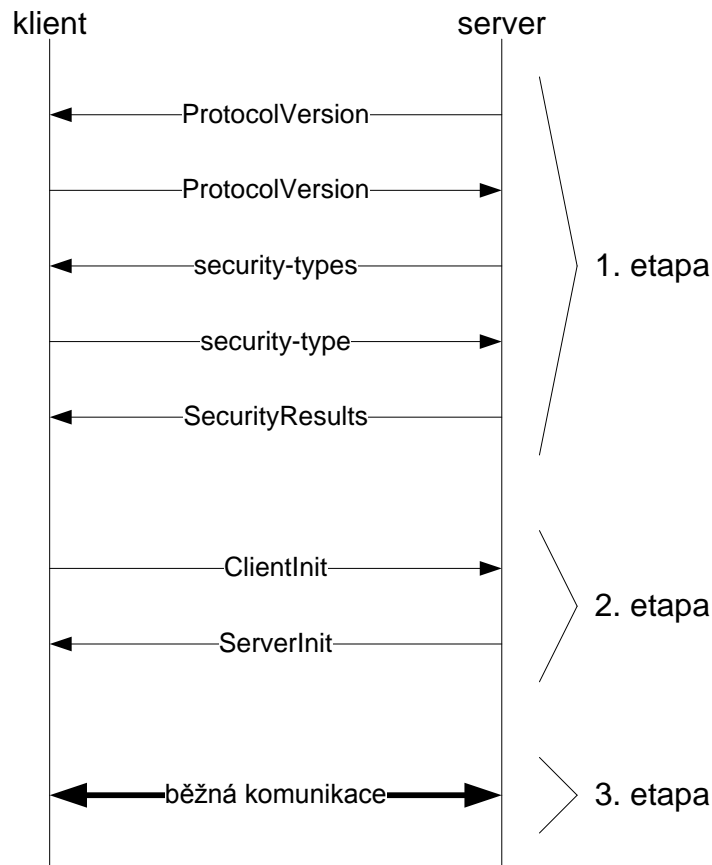 klient
server
ProtocolVersion
ProtocolVersion
security-types
1. etapa
security-type
SecurityResults
ClientInit
2. etapa
ServerInit
běžná komunikace
3. etapa